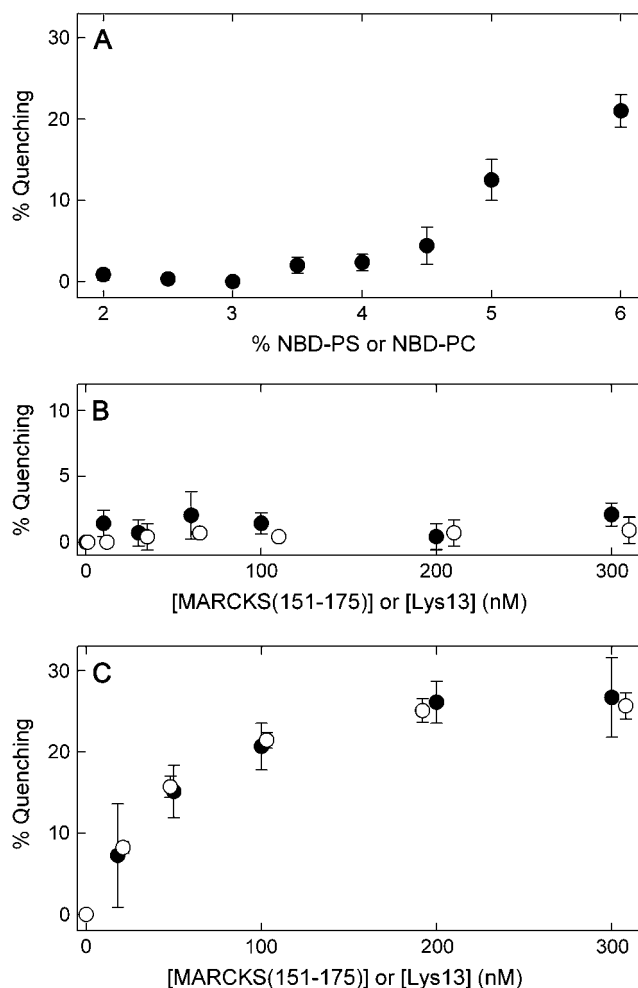 A
% Quenching
30
20
10
0
2 3 4 5 6
% NBD-PS or NBD-PC
B
% Quenching
10
5
0
0 100 200 300
[MARCKS(151-175)] or [Lys13] (nM)
C
% Quenching
30
20
10
0
0 100 200 300
[MARCKS(151-175)] or [Lys13] (nM)